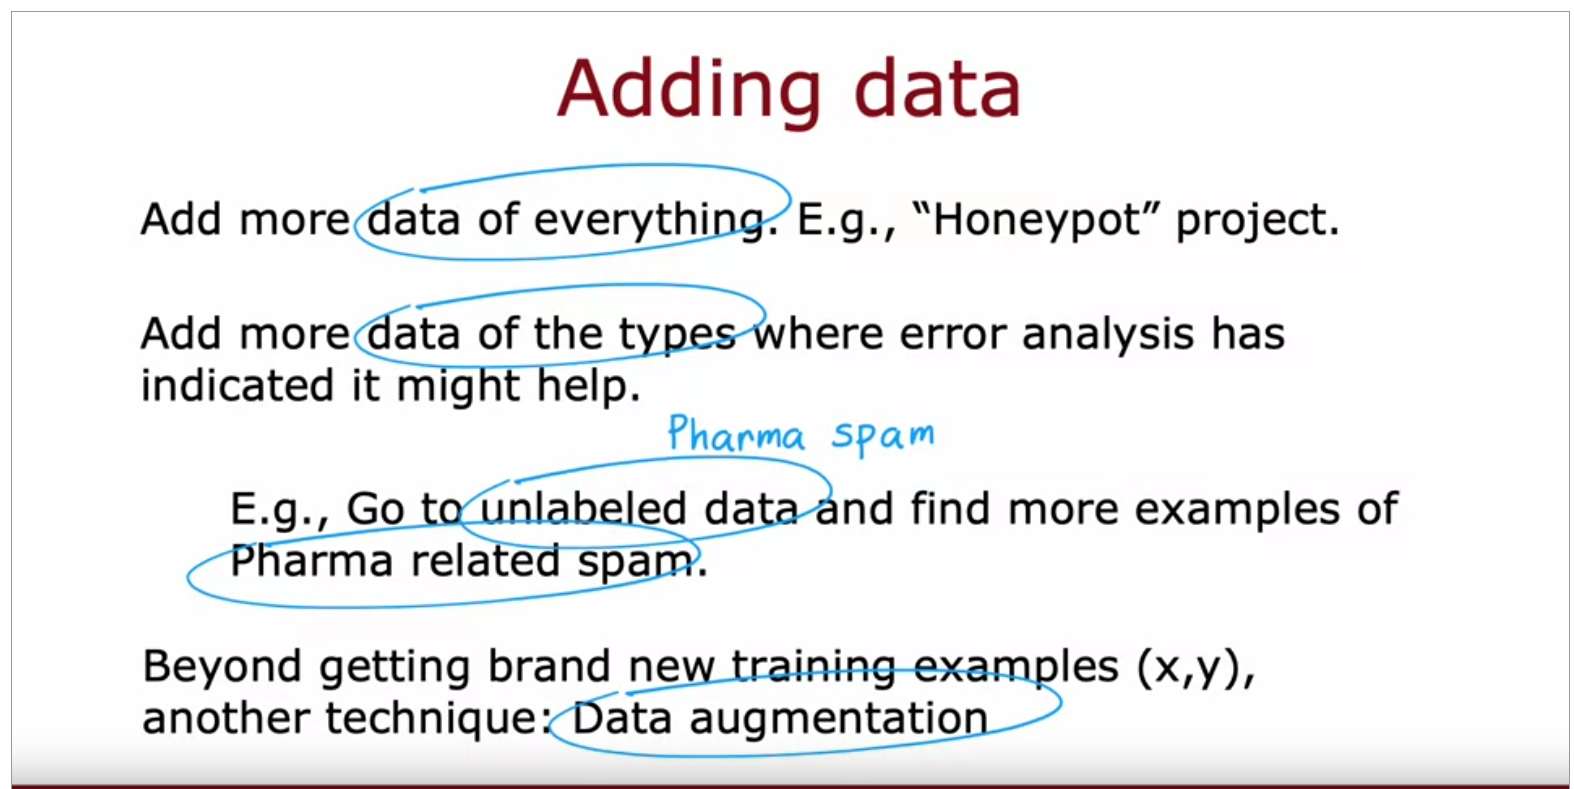 Adding data
Add more data of everything. E.g., “Honeypot” project.
Add more data of the types where error analysis has
indicated it might help.
Pharma spam
E.g., Go to unlabeled data and find more examples of
Pharma related spam.
Beyond getting brand new training examples (x,y),
another technique: Data augmentation